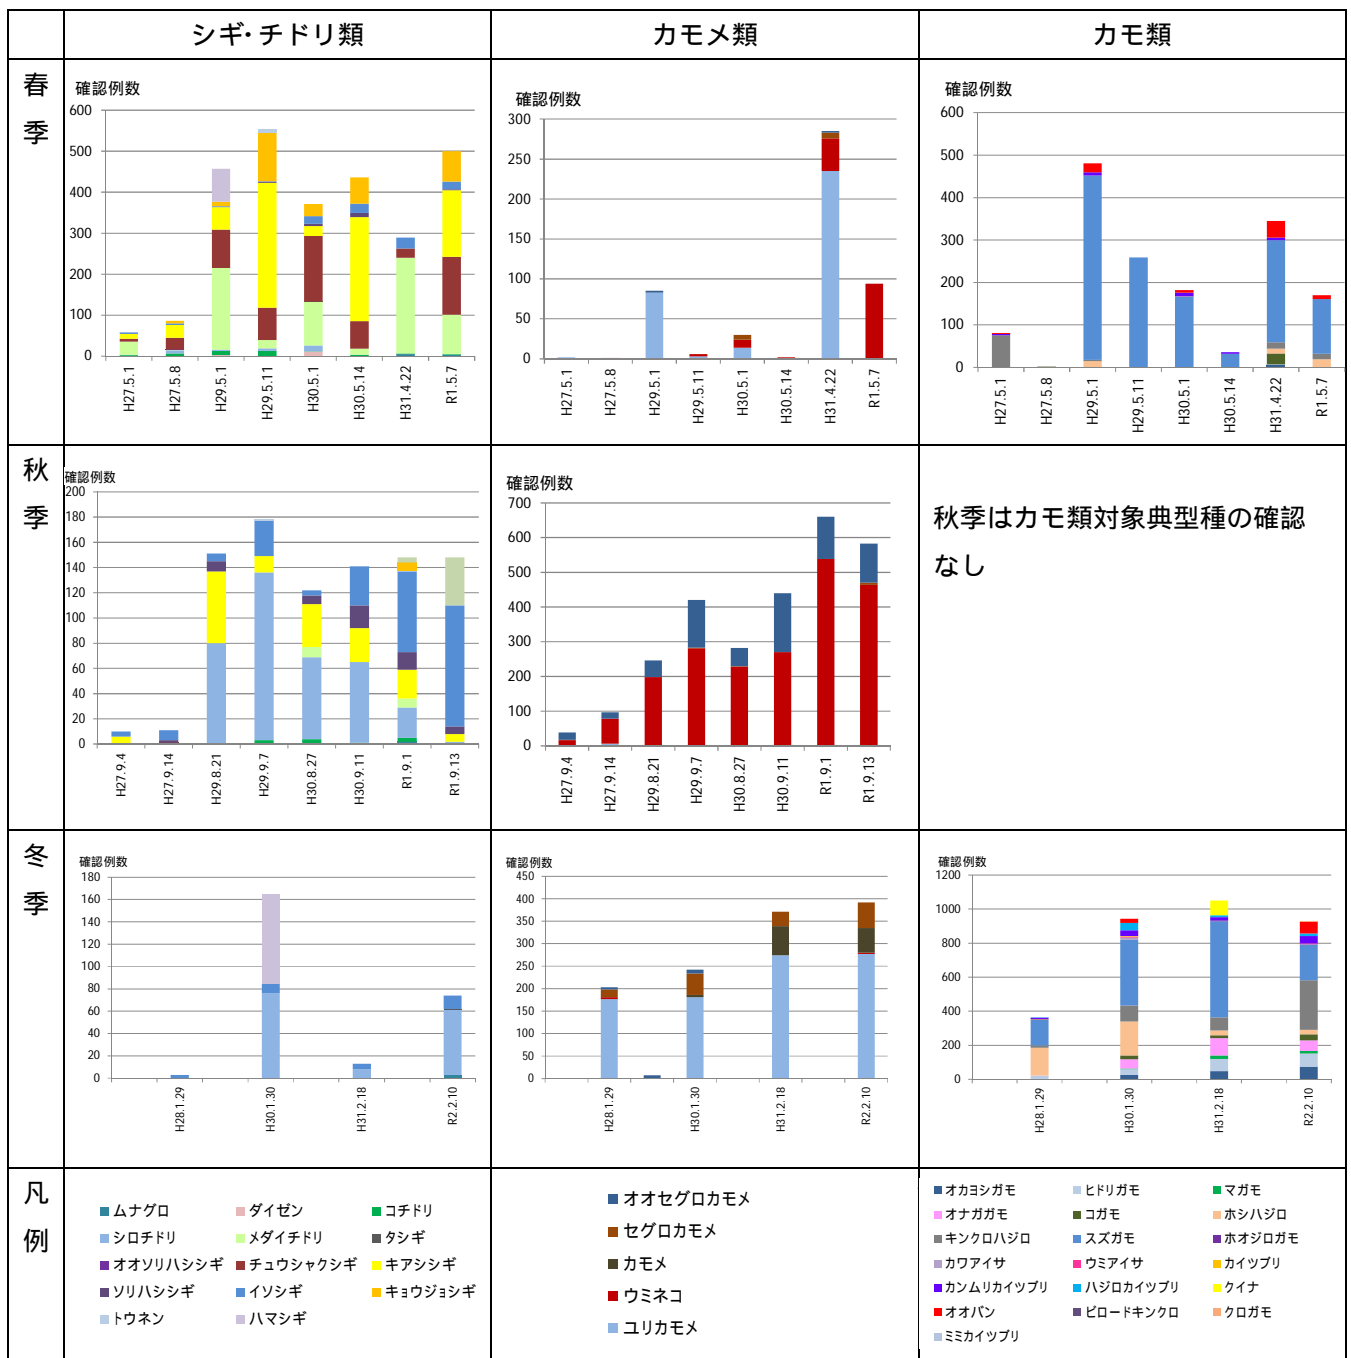 シギ・チドリ類 カモメ類 カモ類
春季
確認例数
600
500
400
300
200
100
0
H27.5.1 H27.5.8 H29.5.1 H29.5.11 H30.5.1 H30.5.14 H31.4.22 R1.5.7
確認例数
300
250
200
150
100
50
0
H27.5.1 H27.5.8 H29.5.1 H29.5.11 H30.5.1 H30.5.14 H31.4.22 R1.5.7
確認例数
600
500
400
300
200
100
0
H27.5.1 H27.5.8 H29.5.1 H29.5.11 H30.5.1 H30.5.14 H31.4.22 R1.5.7
秋季
確認例数
200
180
160
140
120
100
80
60
40
20
0
H27.9.4 H27.9.14 H29.8.21 H29.9.7 H30.8.27 H30.9.11 R1.9.1 R1.9.13
確認例数
700
600
500
400
300
200
100
0
H27.9.4 H27.9.14 H29.8.21 H29.9.7 H30.8.27 H30.9.11 R1.9.1 R1.9.13
秋季はカモ類対象典型種の確認
なし
冬季
確認例数
180
160
140
120
100
80
60
40
20
0
H28.1.29 H30.1.30 H31.2.18 R2.2.10
確認例数
450
400
350
300
250
200
150
100
50
0
H28.1.29 H30.1.30 H31.2.18 R2.2.10
確認例数
1200
1000
800
600
400
200
0
H28.1.29 H30.1.30 H31.2.18 R2.2.10
凡例
ムナグロ ダイゼン コチドリ
シロチドリ メダイチドリ タシギ
オオソリハシシギ チュウシャクシギ キアシシギ
ソリハシシギ イソシギ キョウジョシギ
トウネン ハマシギ
オオセグロカモメ
セグロカモメ
カモメ
ウミネコ
ユリカモメ
オカヨシガモ ヒドリガモ マガモ
オナガガモ コガモ ホシハジロ
キンクロハジロ スズガモ ホオジロガモ
カワアイサ ウミアイサ カイツブリ
カンムリカイツブリ ハジロカイツブリ クイナ
オオバン ビロードキンクロ クロガモ
ミミカイツブリ